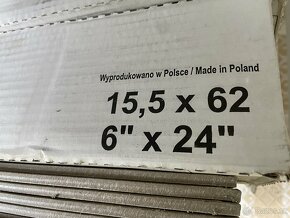 Wyprodukowano w Polsce / Made in Poland
15,5 x 62
6" x 24"